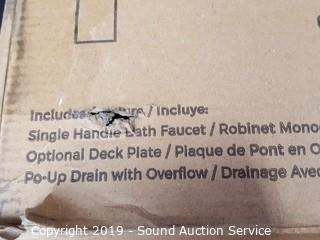 Includes / Incluye:
Single Handle Bath Faucet / Robinet Mono
Optional Deck Plate / Plaque de Pont en O
Po-Up Drain with Overflow / Drainage Avec
Copyright 2019 - Sound Auction Service